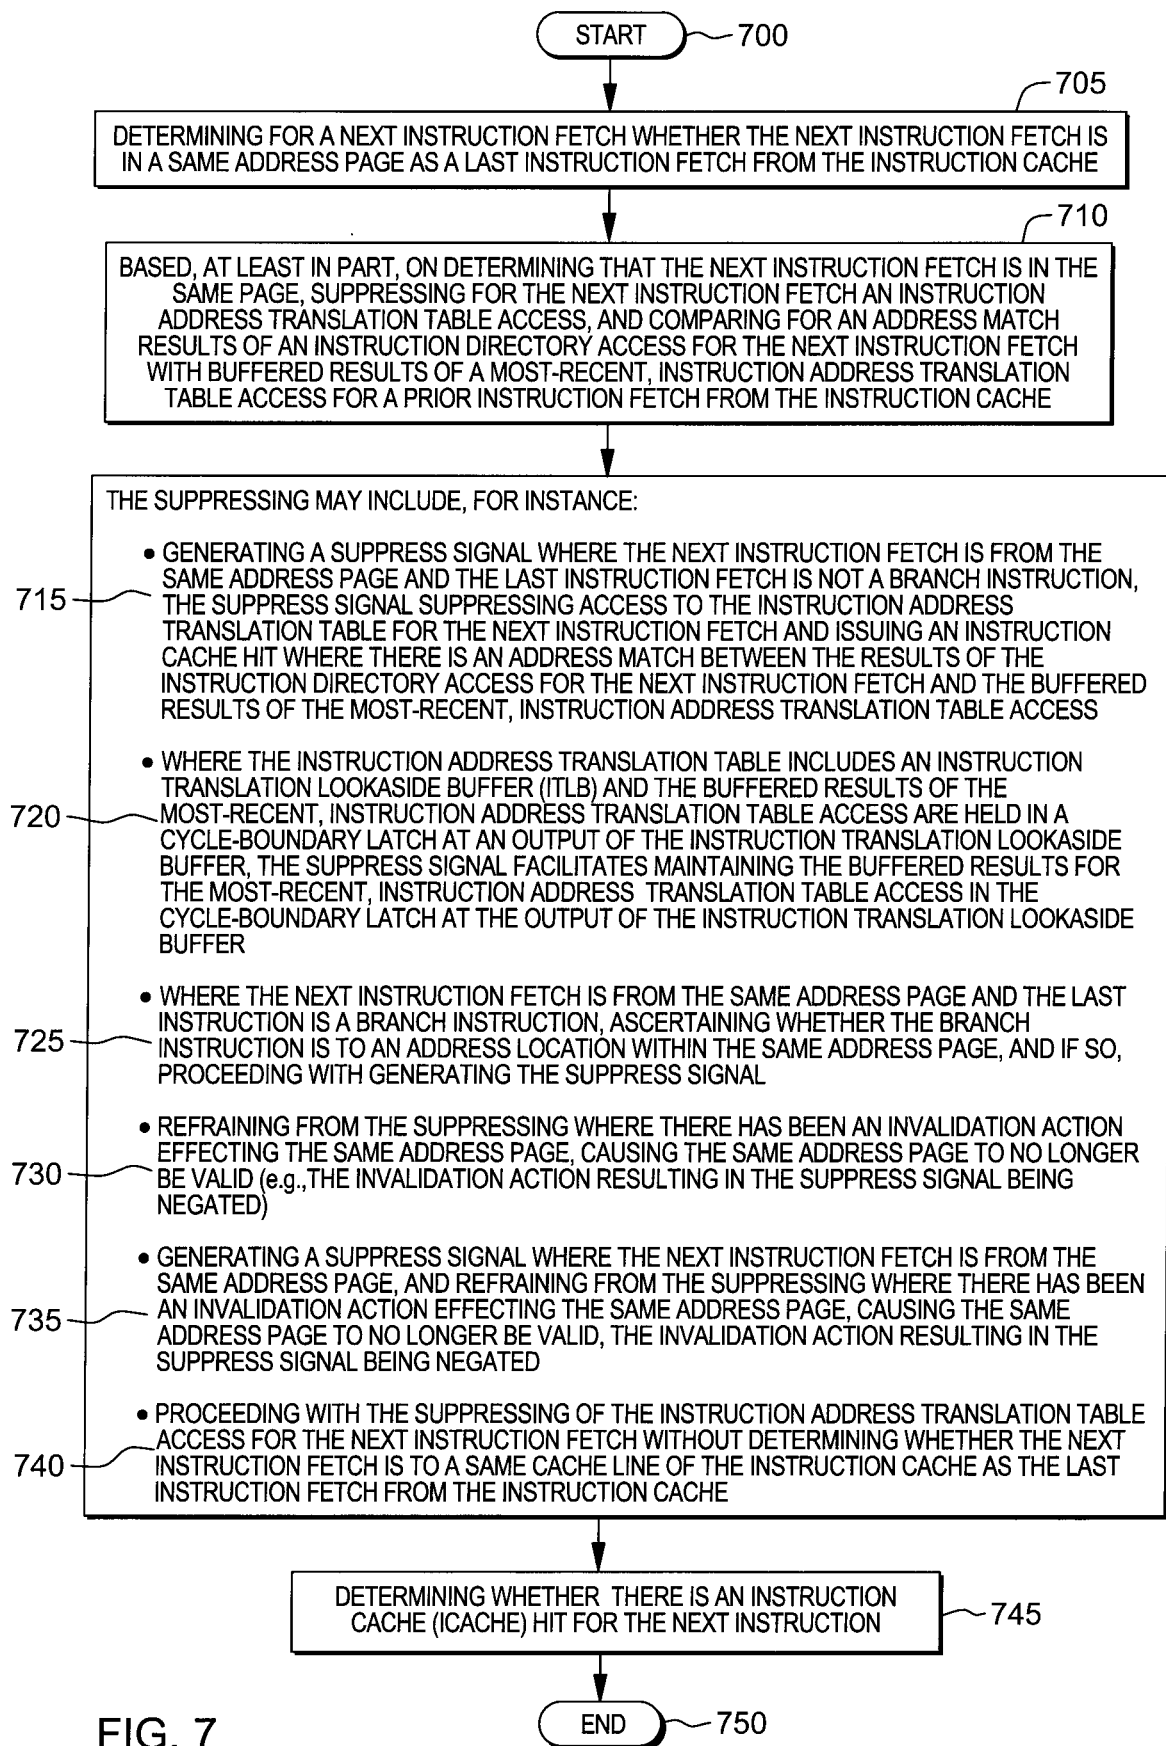 START
700
705
DETERMINING FOR A NEXT INSTRUCTION FETCH WHETHER THE NEXT INSTRUCTION FETCH IS
IN A SAME ADDRESS PAGE AS A LAST INSTRUCTION FETCH FROM THE INSTRUCTION CACHE
710
BASED, AT LEAST IN PART, ON DETERMINING THAT THE NEXT INSTRUCTION FETCH IS IN THE
SAME PAGE, SUPPRESSING FOR THE NEXT INSTRUCTION FETCH AN INSTRUCTION
ADDRESS TRANSLATION TABLE ACCESS, AND COMPARING FOR AN ADDRESS MATCH
RESULTS OF AN INSTRUCTION DIRECTORY ACCESS FOR THE NEXT INSTRUCTION FETCH
WITH BUFFERED RESULTS OF A MOST-RECENT, INSTRUCTION ADDRESS TRANSLATION
TABLE ACCESS FOR A PRIOR INSTRUCTION FETCH FROM THE INSTRUCTION CACHE
THE SUPPRESSING MAY INCLUDE, FOR INSTANCE:
• GENERATING A SUPPRESS SIGNAL WHERE THE NEXT INSTRUCTION FETCH IS FROM THE
SAME ADDRESS PAGE AND THE LAST INSTRUCTION FETCH IS NOT A BRANCH INSTRUCTION,
715
THE SUPPRESS SIGNAL SUPPRESSING ACCESS TO THE INSTRUCTION ADDRESS
TRANSLATION TABLE FOR THE NEXT INSTRUCTION FETCH AND ISSUING AN INSTRUCTION
CACHE HIT WHERE THERE IS AN ADDRESS MATCH BETWEEN THE RESULTS OF THE
INSTRUCTION DIRECTORY ACCESS FOR THE NEXT INSTRUCTION FETCH AND THE BUFFERED
RESULTS OF THE MOST-RECENT, INSTRUCTION ADDRESS TRANSLATION TABLE ACCESS
• WHERE THE INSTRUCTION ADDRESS TRANSLATION TABLE INCLUDES AN INSTRUCTION
TRANSLATION LOOKASIDE BUFFER (ITLB) AND THE BUFFERED RESULTS OF THE
720
MOST-RECENT, INSTRUCTION ADDRESS TRANSLATION TABLE ACCESS ARE HELD IN A
CYCLE-BOUNDARY LATCH AT AN OUTPUT OF THE INSTRUCTION TRANSLATION LOOKASIDE
BUFFER, THE SUPPRESS SIGNAL FACILITATES MAINTAINING THE BUFFERED RESULTS FOR
THE MOST-RECENT, INSTRUCTION ADDRESS TRANSLATION TABLE ACCESS IN THE
CYCLE-BOUNDARY LATCH AT THE OUTPUT OF THE INSTRUCTION TRANSLATION LOOKASIDE
BUFFER
• WHERE THE NEXT INSTRUCTION FETCH IS FROM THE SAME ADDRESS PAGE AND THE LAST
INSTRUCTION IS A BRANCH INSTRUCTION, ASCERTAINING WHETHER THE BRANCH
725
INSTRUCTION IS TO AN ADDRESS LOCATION WITHIN THE SAME ADDRESS PAGE, AND IF SO,
PROCEEDING WITH GENERATING THE SUPPRESS SIGNAL
• REFRAINING FROM THE SUPPRESSING WHERE THERE HAS BEEN AN INVALIDATION ACTION
EFFECTING THE SAME ADDRESS PAGE, CAUSING THE SAME ADDRESS PAGE TO NO LONGER
730
BE VALID (e.g.,THE INVALIDATION ACTION RESULTING IN THE SUPPRESS SIGNAL BEING
NEGATED)
• GENERATING A SUPPRESS SIGNAL WHERE THE NEXT INSTRUCTION FETCH IS FROM THE
SAME ADDRESS PAGE, AND REFRAINING FROM THE SUPPRESSING WHERE THERE HAS BEEN
735
AN INVALIDATION ACTION EFFECTING THE SAME ADDRESS PAGE, CAUSING THE SAME
ADDRESS PAGE TO NO LONGER BE VALID, THE INVALIDATION ACTION RESULTING IN THE
SUPPRESS SIGNAL BEING NEGATED
• PROCEEDING WITH THE SUPPRESSING OF THE INSTRUCTION ADDRESS TRANSLATION TABLE
ACCESS FOR THE NEXT INSTRUCTION FETCH WITHOUT DETERMINING WHETHER THE NEXT
740
INSTRUCTION FETCH IS TO A SAME CACHE LINE OF THE INSTRUCTION CACHE AS THE LAST
INSTRUCTION FETCH FROM THE INSTRUCTION CACHE
DETERMINING WHETHER THERE IS AN INSTRUCTION
CACHE (ICACHE) HIT FOR THE NEXT INSTRUCTION
745
END
750
FIG. 7